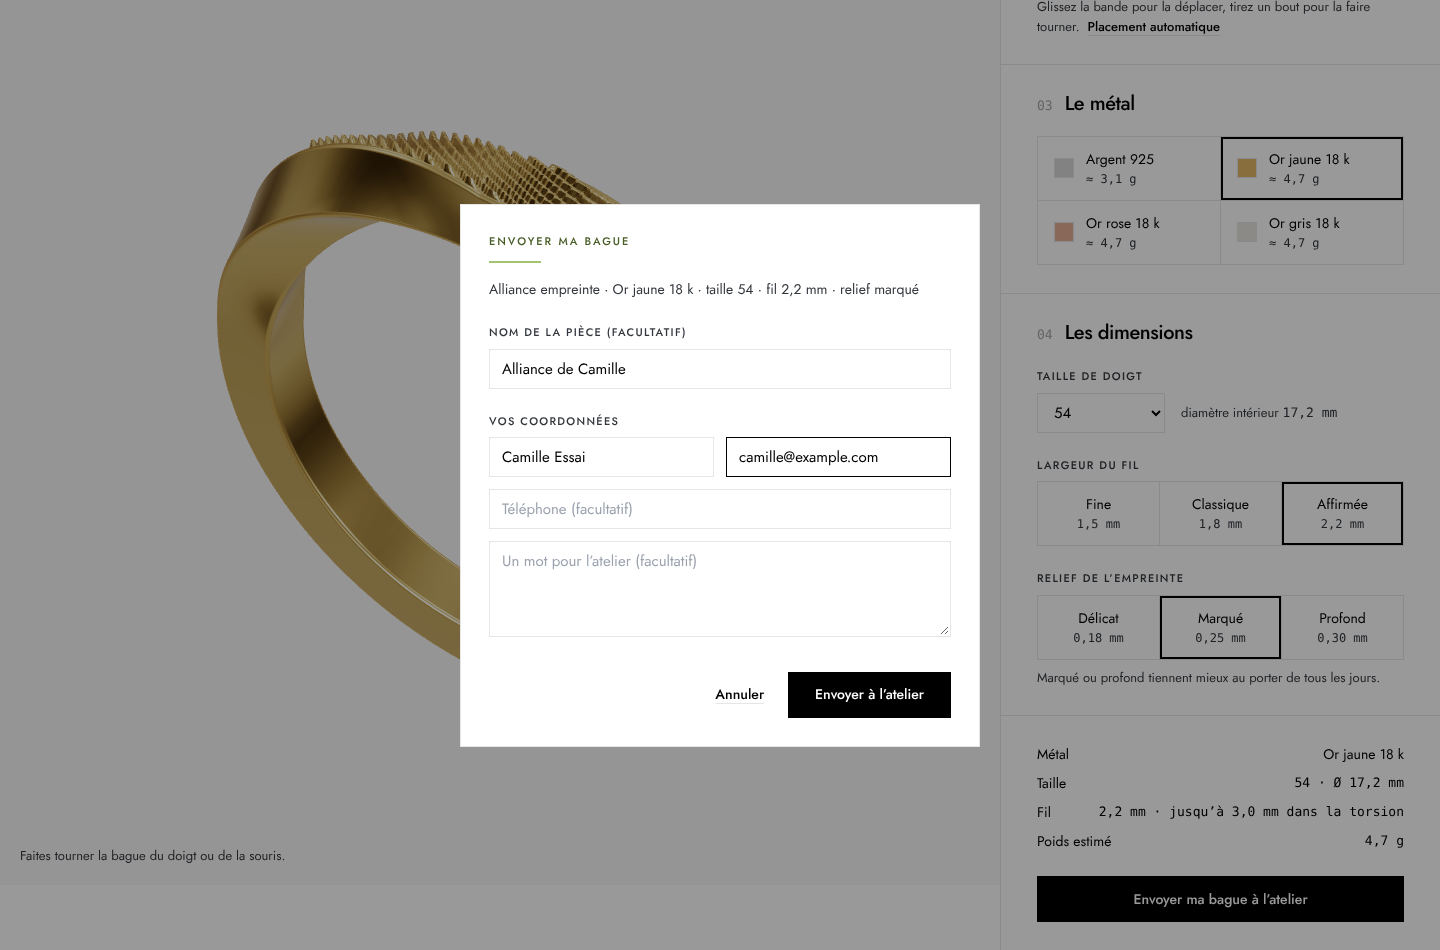 Glissez la bande pour la déplacer, tirez un bout pour la faire
tourner. Placement automatique
03 Le métal
Argent 925
≈ 3,1 g
Or jaune 18 k
≈ 4,7 g
Or rose 18 k
≈ 4,7 g
Or gris 18 k
≈ 4,7 g
04 Les dimensions
TAILLE DE DOIGT
54
diamètre intérieur 17,2 mm
LARGEUR DU FIL
Fine
1,5 mm
Classique
1,8 mm
Affirmée
2,2 mm
RELIEF DE L’EMPREINTE
Délicat
0,18 mm
Marqué
0,25 mm
Profond
0,30 mm
Marqué ou profond tiennent mieux au porter de tous les jours.
Métal Or jaune 18 k
Taille 54 · Ø 17,2 mm
Fil 2,2 mm · jusqu’à 3,0 mm dans la torsion
Poids estimé 4,7 g
Envoyer ma bague à l’atelier
ENVOYER MA BAGUE
Alliance empreinte · Or jaune 18 k · taille 54 · fil 2,2 mm · relief marqué
NOM DE LA PIÈCE (FACULTATIF)
Alliance de Camille
VOS COORDONNÉES
Camille Essai
camille@example.com
Téléphone (facultatif)
Un mot pour l’atelier (facultatif)
Annuler
Envoyer à l’atelier
Faites tourner la bague du doigt ou de la souris.